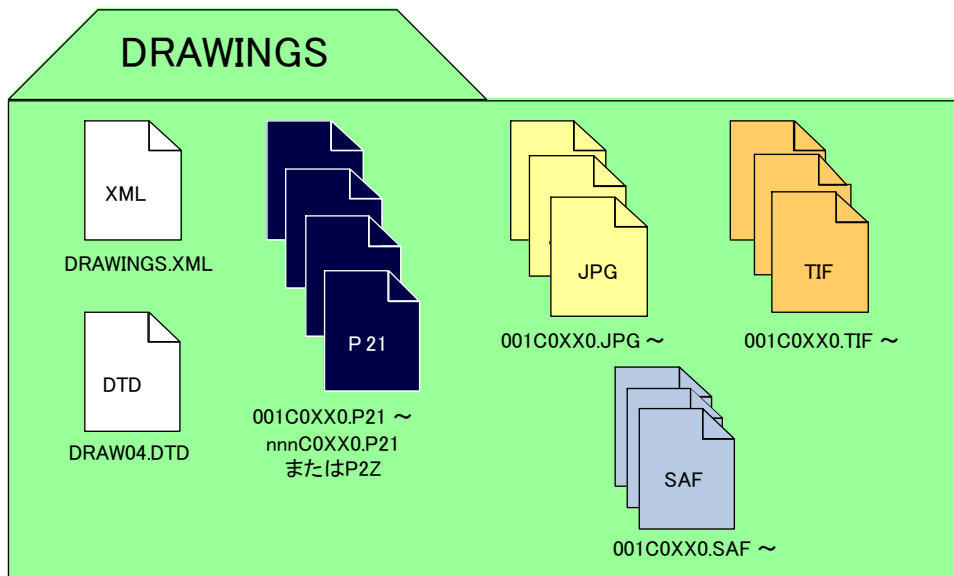 DRAWINGS
XML
DRAWINGS.XML
DTD
DRAW04.DTD
P 21
001C0XX0.P21 ～
nnnC0XX0.P21
またはP2Z
JPG
001C0XX0.JPG ～
TIF
001C0XX0.TIF ～
SAF
001C0XX0.SAF ～